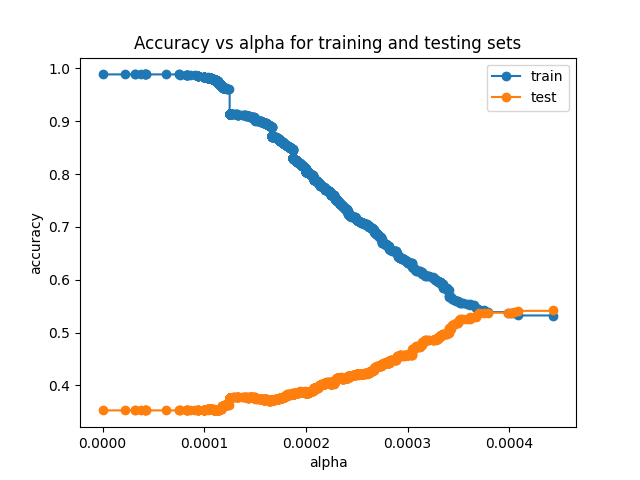 Accuracy vs alpha for training and testing sets
train
test
1.0
0.9
0.8
0.7
0.6
0.5
0.4
accuracy
0.0000
0.0001
0.0002
0.0003
0.0004
alpha